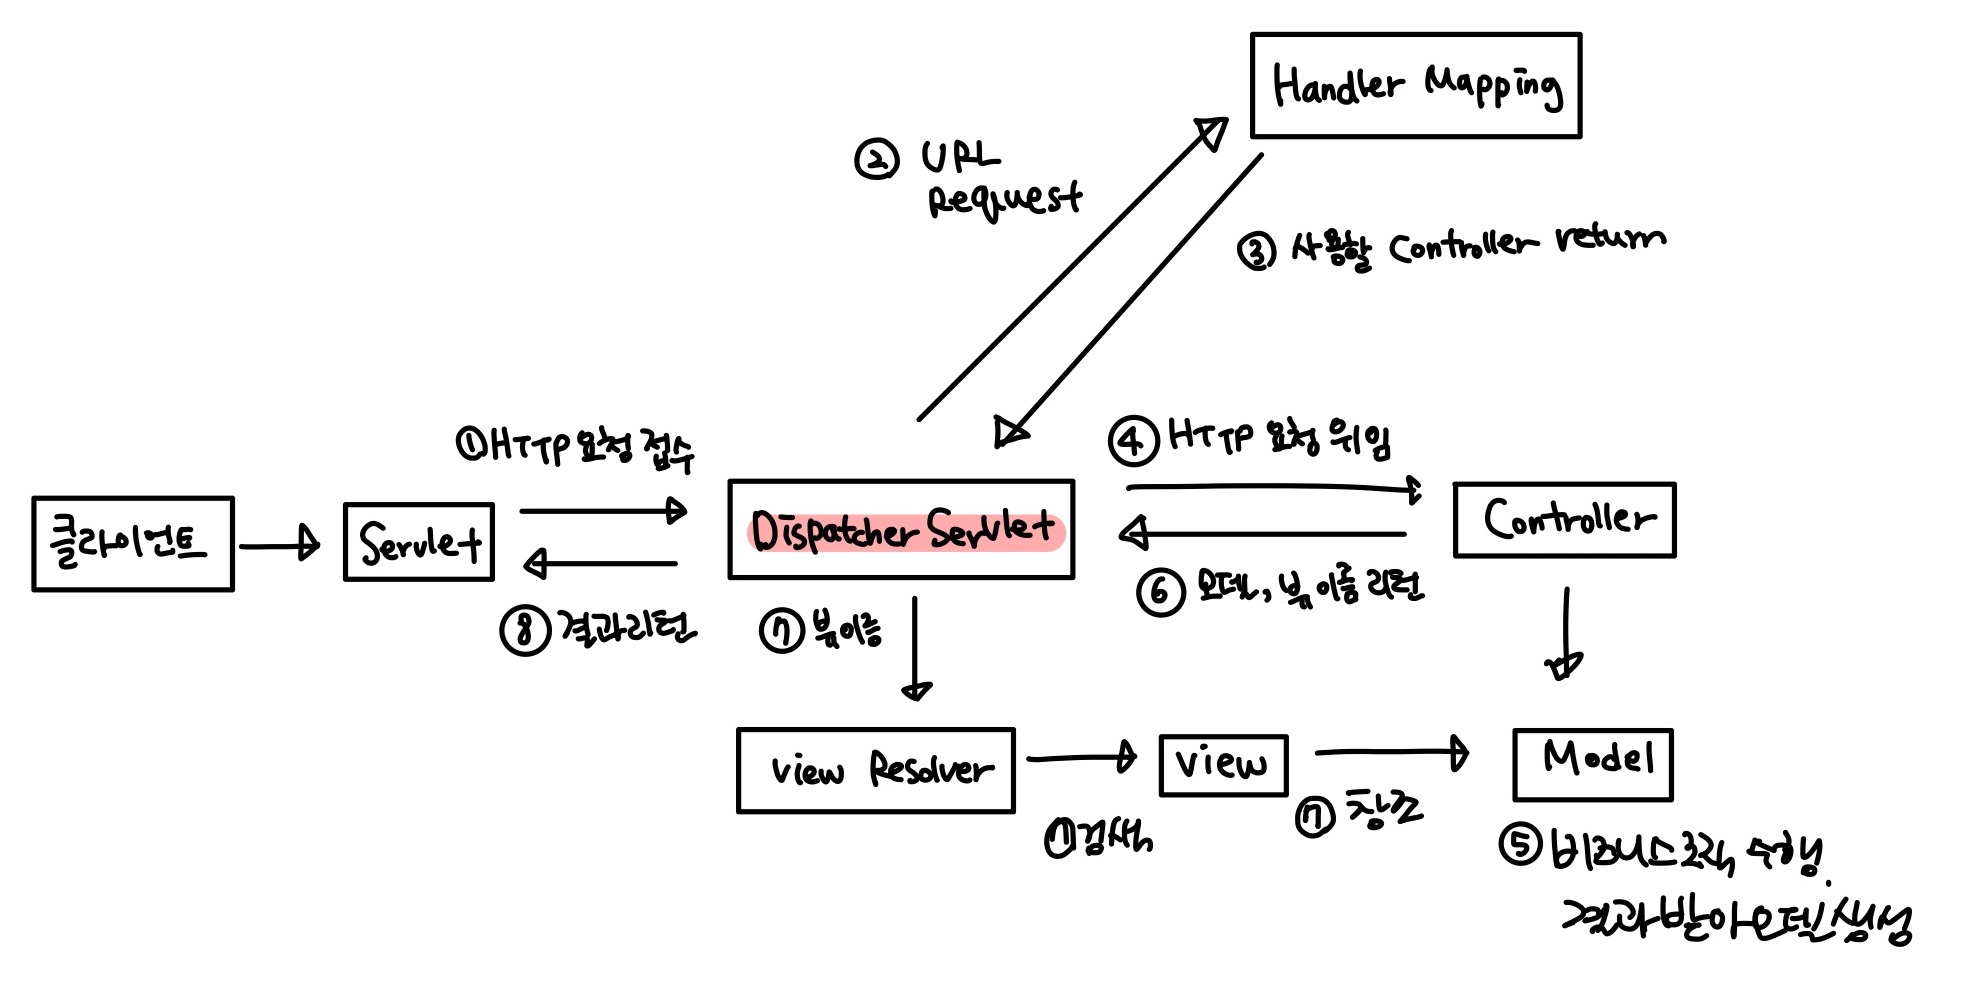 Handler Mapping
② URL
Request
③ 사용할 Controller return
① HTTP 요청 접수
④ HTTP 요청 위임
클라이언트
Servlet
Dispatcher Servlet
Controller
⑧ 결과리턴
⑦ 뷰이름
⑥ 모델, 뷰 이름 리턴
View Resolver
View
Model
⑦ 검색
⑦ 참조
⑤ 비즈니스로직 수행.
결과받아모델생성